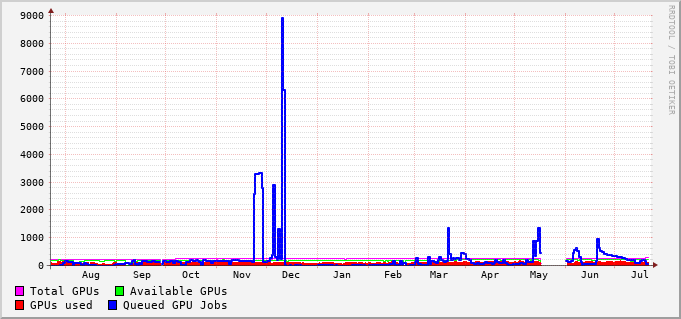 9000
8000
7000
6000
5000
4000
3000
2000
1000
0
Aug Sep Oct Nov Dec Jan Feb Mar Apr May Jun Jul
Total GPUs Available GPUs
GPUs used Queued GPU Jobs
RRDTOOL / TOBI OETIKER